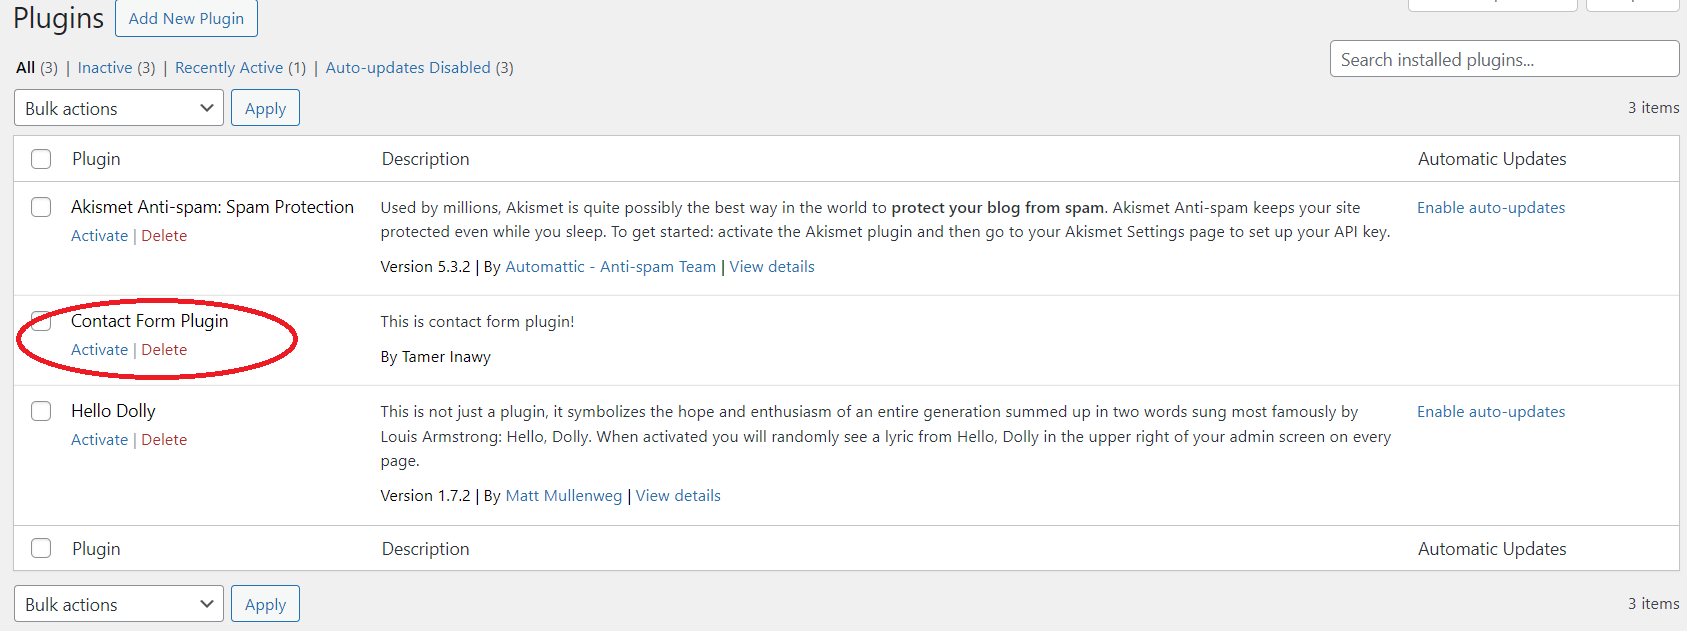 Plugins Add New Plugin
All (3) | Inactive (3) | Recently Active (1) | Auto-updates Disabled (3)
Search installed plugins...
Bulk actions Apply
3 items
Plugin Description Automatic Updates
Akismet Anti-spam: Spam Protection
Activate | Delete
Used by millions, Akismet is quite possibly the best way in the world to protect your blog from spam. Akismet Anti-spam keeps your site
protected even while you sleep. To get started: activate the Akismet plugin and then go to your Akismet Settings page to set up your API key.
Version 5.3.2 | By Automattic - Anti-spam Team | View details
Enable auto-updates
Contact Form Plugin
Activate | Delete
This is contact form plugin!
By Tamer Inawy
Hello Dolly
Activate | Delete
This is not just a plugin, it symbolizes the hope and enthusiasm of an entire generation summed up in two words sung most famously by
Louis Armstrong: Hello, Dolly. When activated you will randomly see a lyric from Hello, Dolly in the upper right of your admin screen on every
page.
Version 1.7.2 | By Matt Mullenweg | View details
Enable auto-updates
Plugin Description Automatic Updates
Bulk actions Apply
3 items